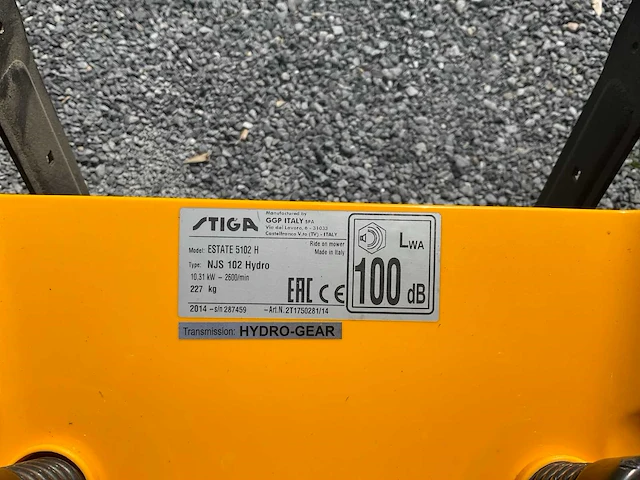 STIGA
Manufactured by
GGP ITALY SPA
Via del Lavoro, 6 - 31033
Castelfranco V.to (TV) - ITALY
Model: ESTATE 5102 H
Ride on mower
Made in Italy
Type: NJS 102 Hydro
10,31 kW - 2600/min
227 kg
EAC CE
2014 - s/n 287459
- Art.N. 2T1750281/14
LWA
100 dB
Transmission: HYDRO-GEAR